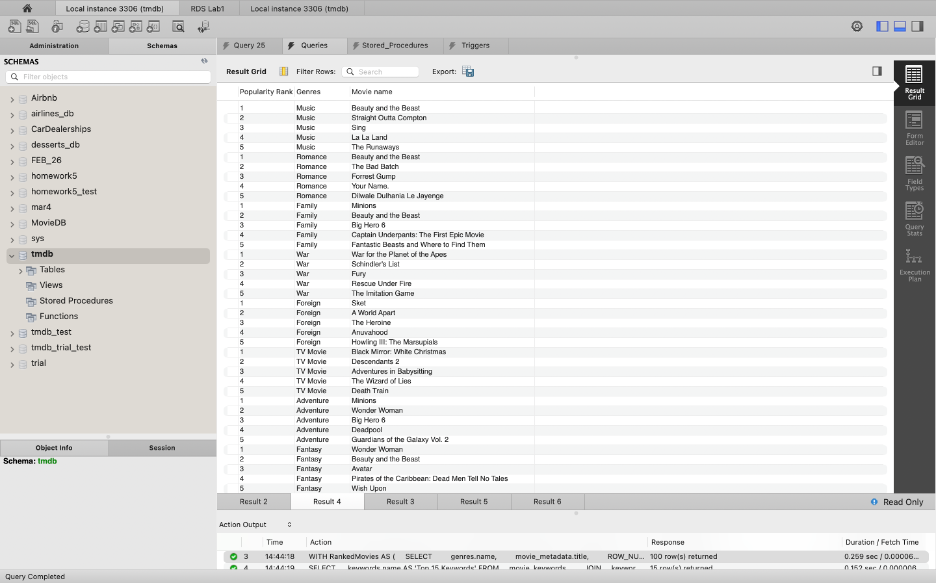 Local instance 3306 (tmdb) RDS Lab1 Local instance 3306 (tmdb)
Administration Schemas Query 25 Queries Stored_Procedures Triggers
SCHEMAS
Filter objects
Airbnb
airlines_db
CarDealerships
desserts_db
FEB_26
homework5
homework5_test
mar4
MovieDB
sys
tmdb
Tables
Views
Stored Procedures
Functions
tmdb_test
tmdb_trial_test
trial
Object Info Session
Schema: tmdb
Result Grid Filter Rows: Search Export:
Popularity Rank Genres Movie name
1 Music Beauty and the Beast
2 Music Straight Outta Compton
3 Music Sing
4 Music La La Land
5 Music The Runaways
1 Romance Beauty and the Beast
2 Romance The Bad Batch
3 Romance Forrest Gump
4 Romance Your Name.
5 Romance Dilwale Dulhania Le Jayenge
1 Family Minions
2 Family Beauty and the Beast
3 Family Big Hero 6
4 Family Captain Underpants: The First Epic Movie
5 Family Fantastic Beasts and Where to Find Them
1 War War for the Planet of the Apes
2 War Schindler's List
3 War Fury
4 War Rescue Under Fire
5 War The Imitation Game
1 Foreign Sket
2 Foreign A World Apart
3 Foreign The Heroine
4 Foreign Anuvahood
5 Foreign Howling III: The Marsupials
1 TV Movie Black Mirror: White Christmas
2 TV Movie Descendants 2
3 TV Movie Adventures in Babysitting
4 TV Movie The Wizard of Lies
5 TV Movie Death Train
1 Adventure Minions
2 Adventure Wonder Woman
3 Adventure Big Hero 6
4 Adventure Deadpool
5 Adventure Guardians of the Galaxy Vol. 2
1 Fantasy Wonder Woman
2 Fantasy Beauty and the Beast
3 Fantasy Avatar
4 Fantasy Pirates of the Caribbean: Dead Men Tell No Tales
5 Fantasy Wish Upon
Result
Grid
Form
Editor
Field
Types
Query
Stats
Execution
Plan
Result 2 Result 4 Result 3 Result 5 Result 6 Read Only
Action Output
Time Action Response Duration / Fetch Time
3 14:44:18 WITH RankedMovies AS ( SELECT genres.name, movie_metadata.title, ROW_NU... 100 row(s) returned 0.259 sec / 0.00006...
4 14:44:19 SELECT keywords.name AS 'Top 15 Keywords' FROM movie_keywords JOIN keywor... 15 row(s) returned 0.152 sec / 0.000006...
Query Completed